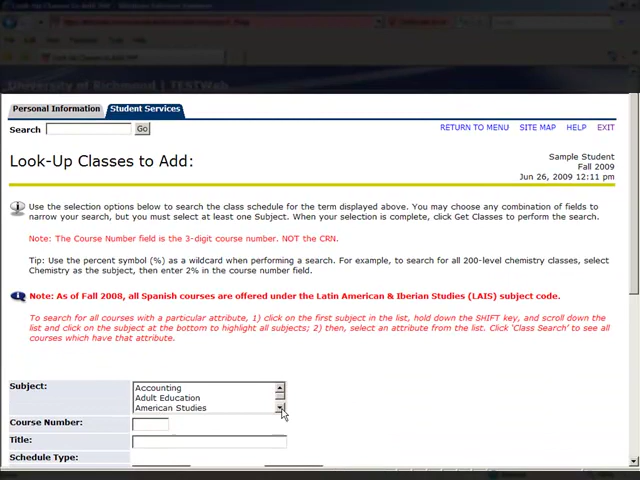 University of Richmond | TESTWeb
Personal Information
Student Services
Search
Go
RETURN TO MENU SITE MAP HELP EXIT
Look-Up Classes to Add:
Sample Student
Fall 2009
Jun 26, 2009 12:11 pm
Use the selection options below to search the class schedule for the term displayed above. You may choose any combination of fields to
narrow your search, but you must select at least one Subject. When your selection is complete, click Get Classes to perform the search.
Note: The Course Number field is the 3-digit course number. NOT the CRN.
Tip: Use the percent symbol (%) as a wildcard when performing a search. For example, to search for all 200-level chemistry classes, select
Chemistry as the subject, then enter 2% in the course number field.
Note: As of Fall 2008, all Spanish courses are offered under the Latin American & Iberian Studies (LAIS) subject code.
To search for all courses with a particular attribute, 1) click on the first subject in the list, hold down the SHIFT key, and scroll down the
list and click on the subject at the bottom to highlight all subjects; 2) then, select an attribute from the list. Click 'Class Search' to see all
courses which have that attribute.
Subject:
Accounting
Adult Education
American Studies
Course Number:
Title:
Schedule Type: